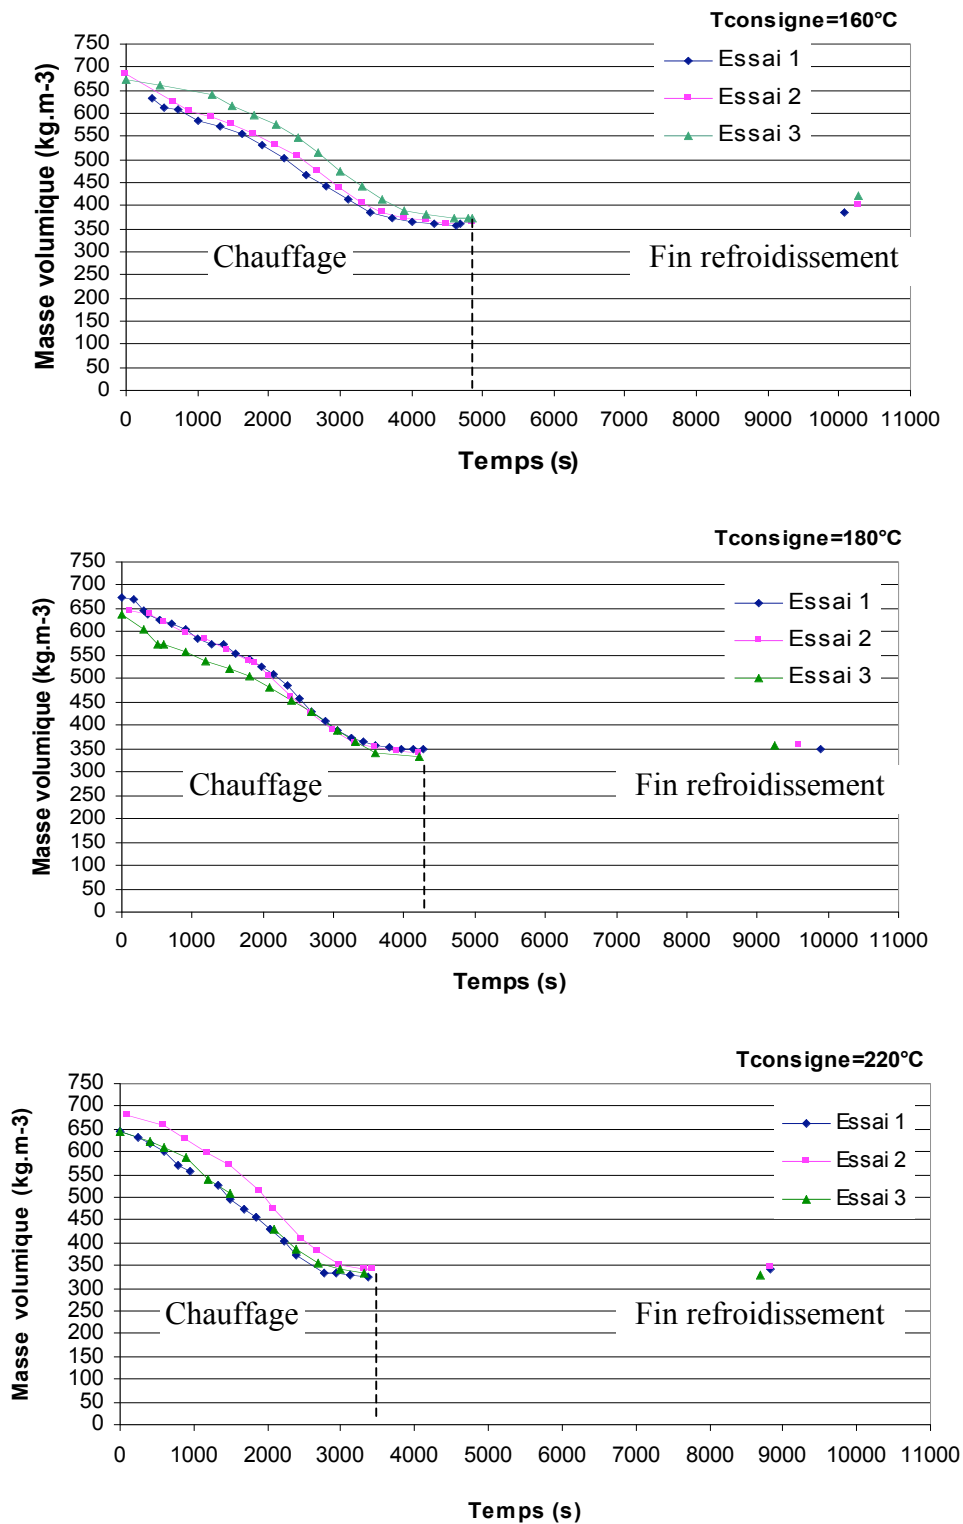 Tconsigne=160°C
Masse volumique (kg.m-3)
750
700
650
600
550
500
450
400
350
300
250
200
150
100
50
0
Essai 1
Essai 2
Essai 3
Chauffage
Fin refroidissement
0 1000 2000 3000 4000 5000 6000 7000 8000 9000 10000 11000
Temps (s)
Tconsigne=180°C
Masse volumique (kg.m-3)
750
700
650
600
550
500
450
400
350
300
250
200
150
100
50
0
Essai 1
Essai 2
Essai 3
Chauffage
Fin refroidissement
0 1000 2000 3000 4000 5000 6000 7000 8000 9000 10000 11000
Temps (s)
Tconsigne=220°C
Masse volumique (kg.m-3)
750
700
650
600
550
500
450
400
350
300
250
200
150
100
50
0
Essai 1
Essai 2
Essai 3
Chauffage
Fin refroidissement
0 1000 2000 3000 4000 5000 6000 7000 8000 9000 10000 11000
Temps (s)